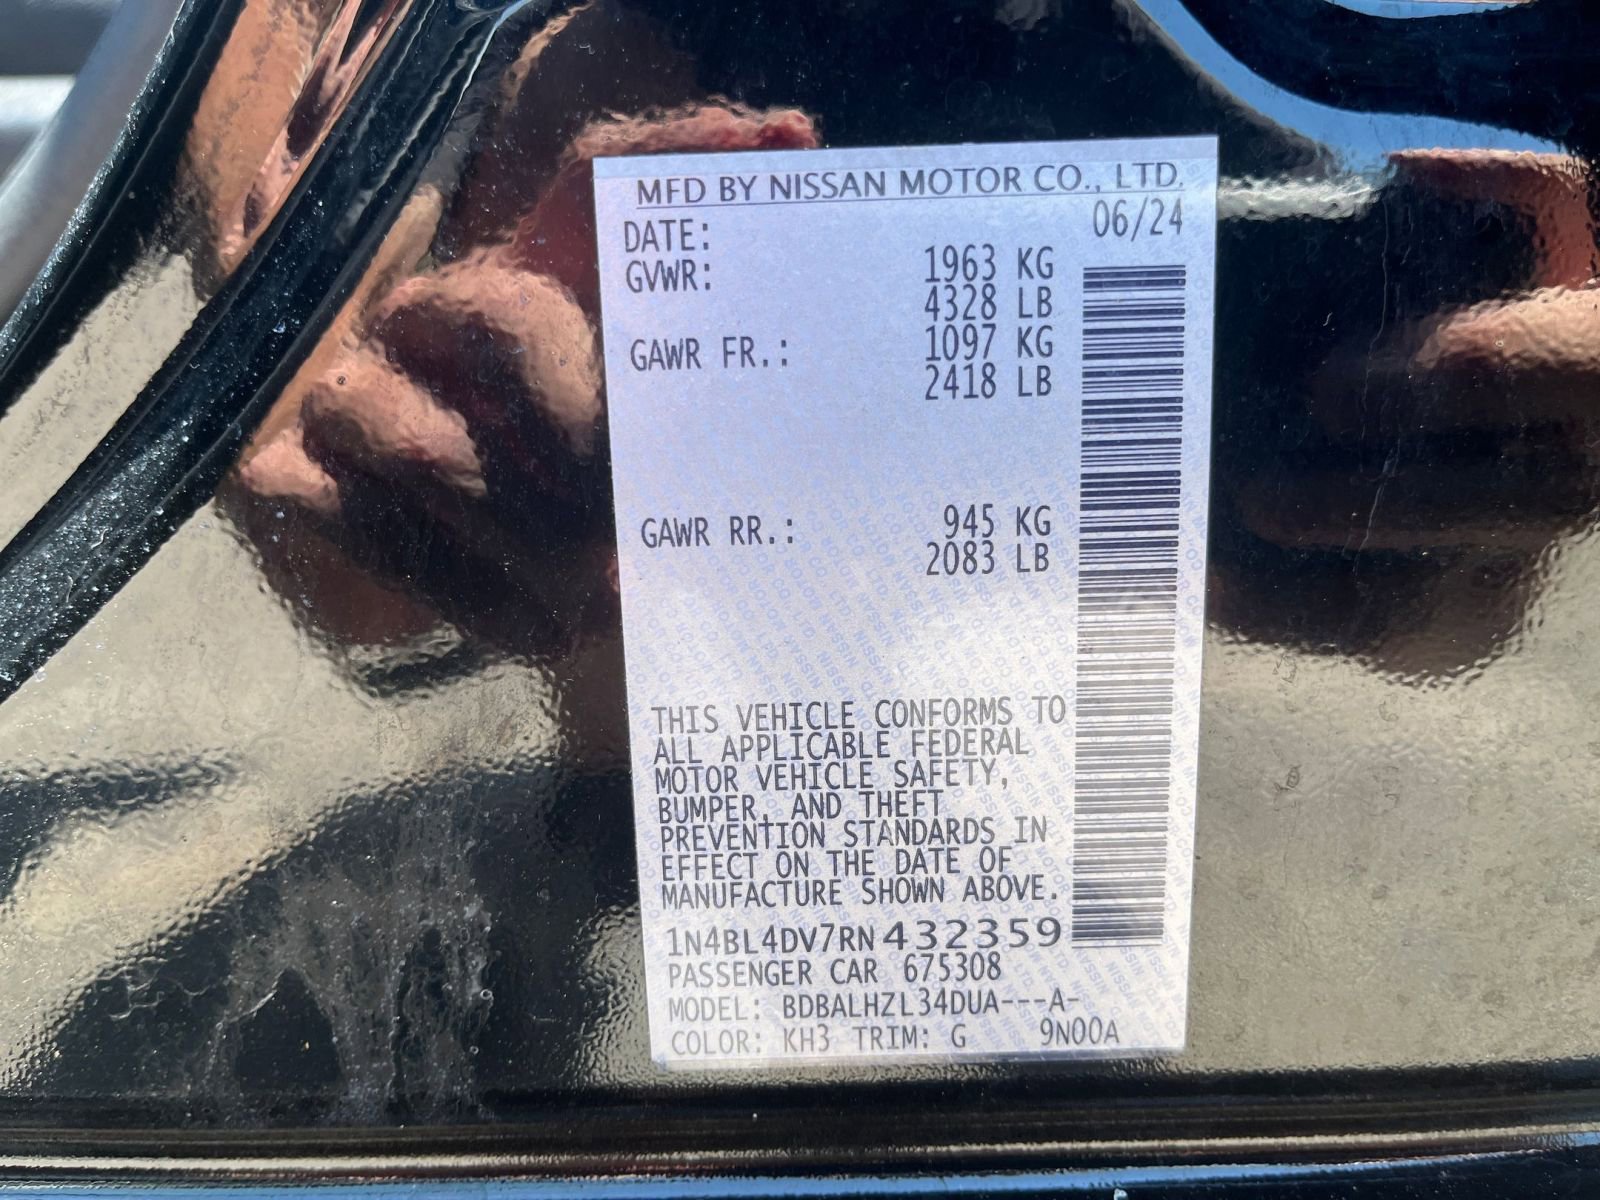 MFD BY NISSAN MOTOR CO., LTD.
DATE: 06/24
GVWR: 1963 KG
4328 LB
GAWR FR.: 1097 KG
2418 LB
GAWR RR.: 945 KG
2083 LB
THIS VEHICLE CONFORMS TO
ALL APPLICABLE FEDERAL
MOTOR VEHICLE SAFETY,
BUMPER, AND THEFT
PREVENTION STANDARDS IN
EFFECT ON THE DATE OF
MANUFACTURE SHOWN ABOVE.
1N4BL4DV7RN432359
PASSENGER CAR 675308
MODEL: BDBALHZL34DUA---A-
COLOR: KH3 TRIM: G 9N00A